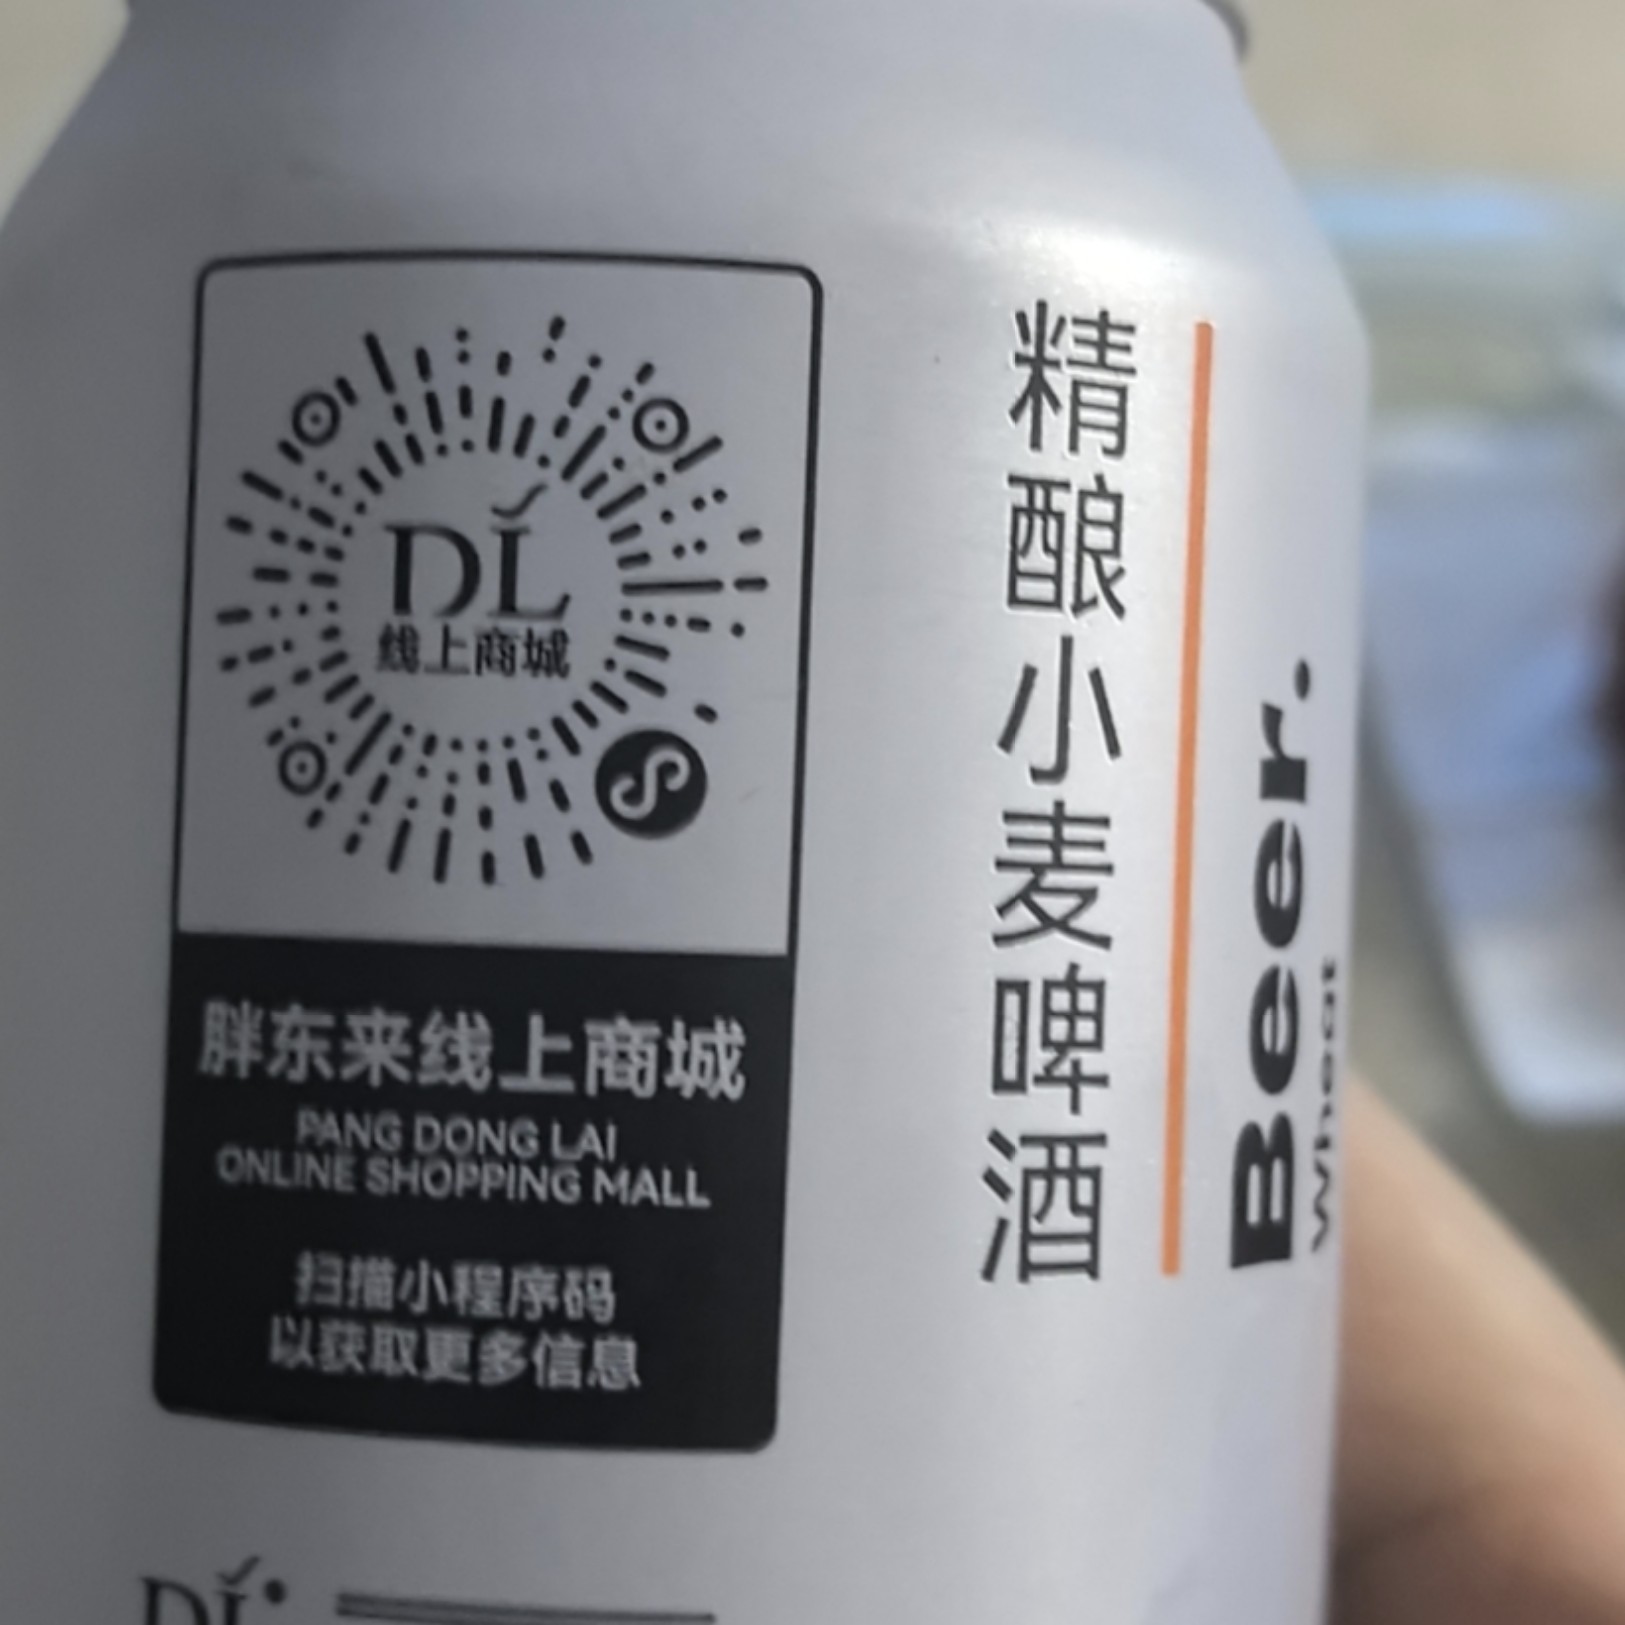 DL
线上商城
胖东来线上商城
PANG DONG LAI
ONLINE SHOPPING MALL
扫描小程序码
以获取更多信息
DL
精酿小麦啤酒
Beer.
Wheat